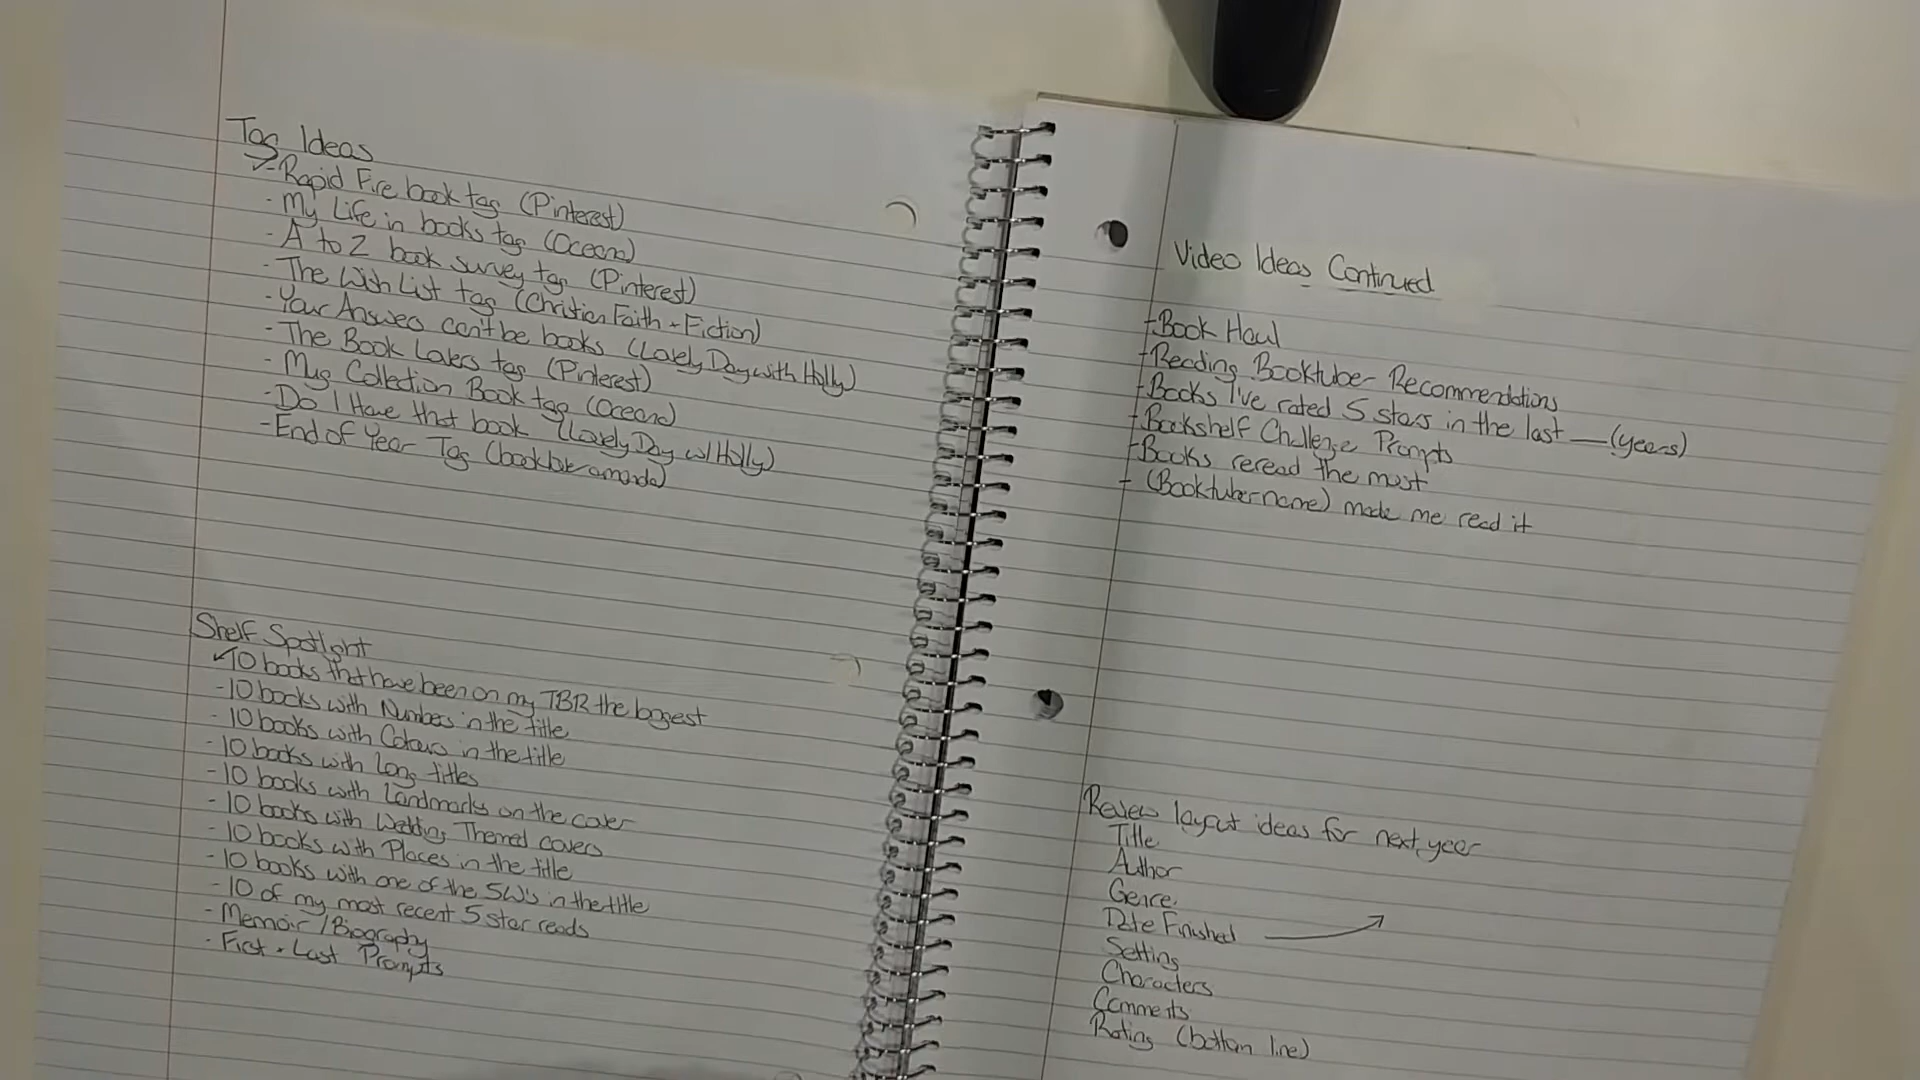 Tag Ideas
✓- Rapid Fire book tag (Pinterest)
- My Life in books tag (Oceana)
- A to Z book survey tag (Pinterest)
- The Wish List tag (Christian Faith + Fiction)
- Your Answers can't be books (Lovely Day with Holly)
- The Book Lovers tag (Pinterest)
- Mug Collection Book tag (Oceana)
- Do I Have that book (Lovely Day w/ Holly)
- End of Year Tag (booktok amanda)
Shelf Spotlight
✓10 books that have been on my TBR the longest
- 10 books with Numbers in the title
- 10 books with Colours in the title
- 10 books with Long titles
- 10 books with Landmarks on the cover
- 10 books with Wedding Themed covers
- 10 books with Places in the title
- 10 books with one of the 5W's in the title
- 10 of my most recent 5 star reads
- Memoir / Biography
- First + Last Prompts
Video Ideas Continued
- Book Haul
- Reading Booktuber Recommendations
- Books I've rated 5 stars in the last ___ (years)
- Bookshelf Challenge Prompts
- Books reread the most
- (Booktuber name) made me read it
Review layout ideas for next year
Title
Author
Genre
Date Finished
Setting
Characters
Comments
Rating (bottom line)